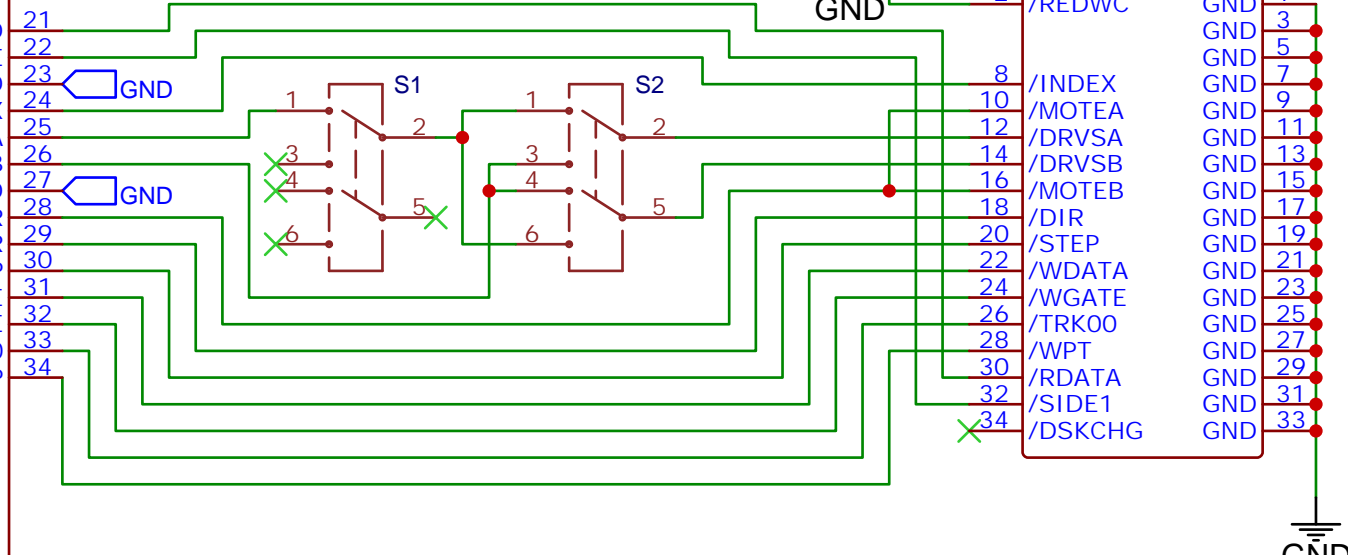 /REDWC GND
GND
21 GND 3
22 GND 5
23 GND S1 S2 8 /INDEX GND 7
24 1 1 10 /MOTEA GND 9
25 2 2 12 /DRVSA GND 11
26 3 3 14 /DRVSB GND 13
27 GND 4 4 16 /MOTEB GND 15
28 5 5 18 /DIR GND 17
29 6 6 20 /STEP GND 19
30 22 /WDATA GND 21
31 24 /WGATE GND 23
32 26 /TRK00 GND 25
33 28 /WPT GND 27
34 30 /RDATA GND 29
32 /SIDE1 GND 31
34 /DSKCHG GND 33
GND